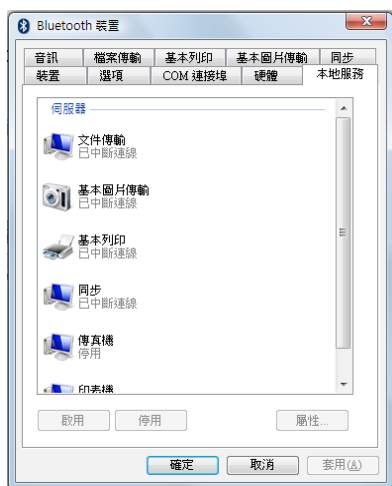 Bluetooth 裝置
音訊 檔案傳輸 基本列印 基本圖片傳輸 同步
裝置 選項 COM 連接埠 硬體 本地服務
伺服器
文件傳輸
已中斷連線
基本圖片傳輸
已中斷連線
基本列印
已中斷連線
同步
已中斷連線
傳真機
停用
印表機
啟用 停用 屬性...
確定 取消 套用(A)